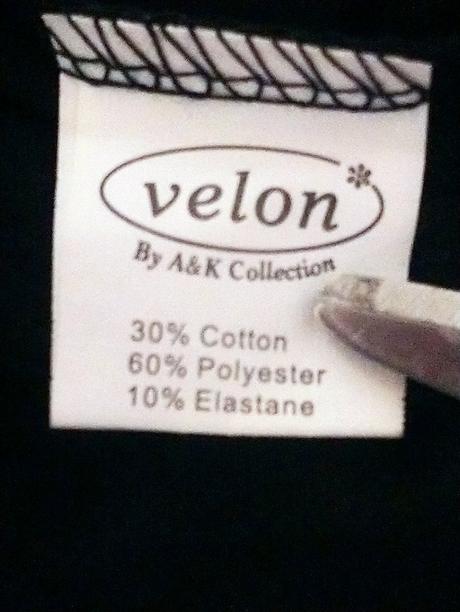 velon*
By A&K Collection
30% Cotton
60% Polyester
10% Elastane